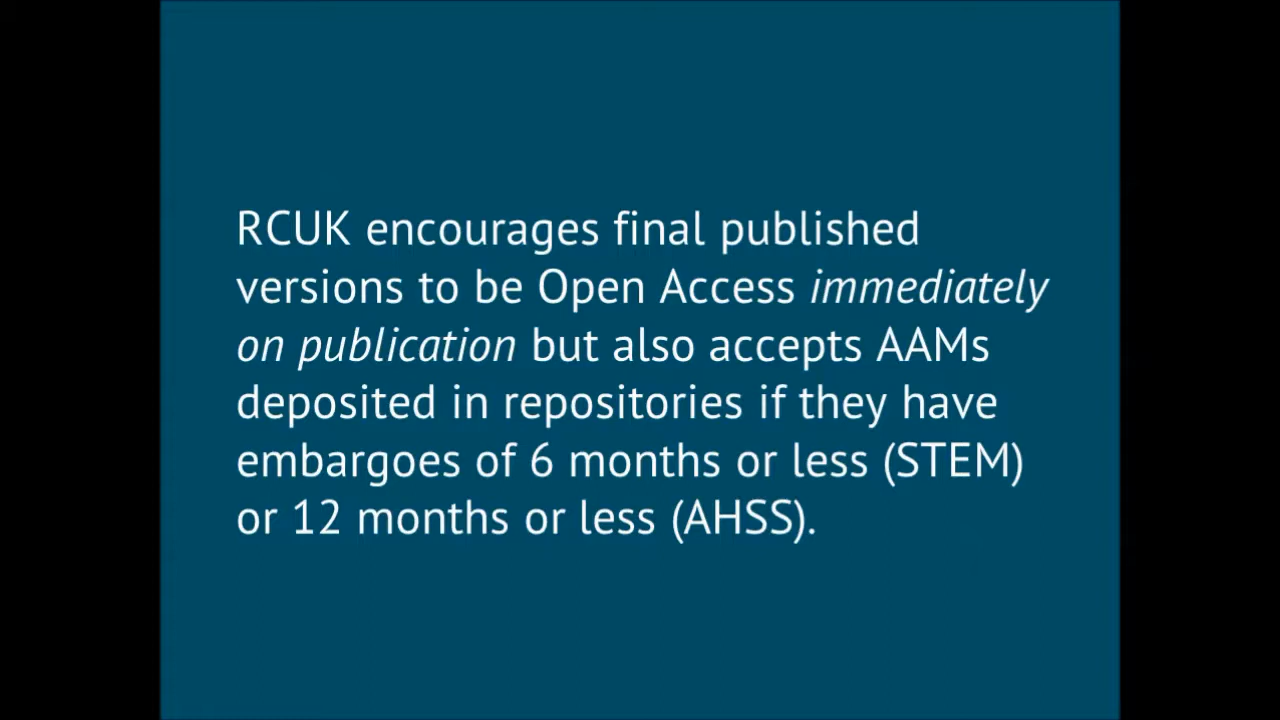 RCUK encourages final published
versions to be Open Access immediately
on publication but also accepts AAMs
deposited in repositories if they have
embargoes of 6 months or less (STEM)
or 12 months or less (AHSS).